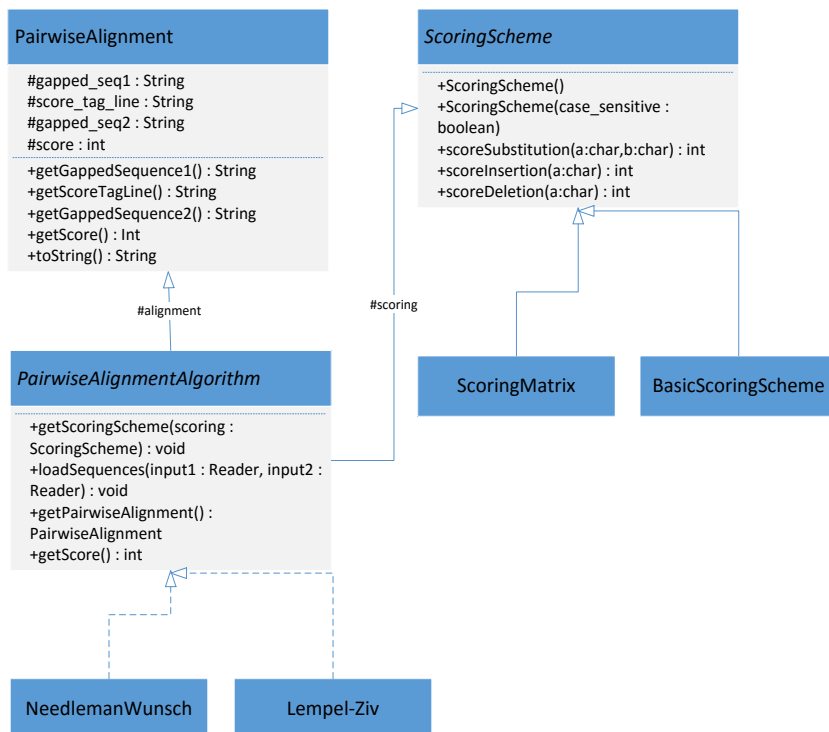 PairwiseAlignment
#gapped_seq1 : String
#score_tag_line : String
#gapped_seq2 : String
#score : int
+getGappedSequence1() : String
+getScoreTagLine() : String
+getGappedSequence2() : String
+getScore() : Int
+toString() : String
ScoringScheme
+ScoringScheme()
+ScoringScheme(case_sensitive :
boolean)
+scoreSubstitution(a:char,b:char) : int
+scoreInsertion(a:char) : int
+scoreDeletion(a:char) : int
#alignment
#scoring
PairwiseAlignmentAlgorithm
+getScoringScheme(scoring :
ScoringScheme) : void
+loadSequences(input1 : Reader, input2 :
Reader) : void
+getPairwiseAlignment() :
PairwiseAlignment
+getScore() : int
ScoringMatrix
BasicScoringScheme
NeedlemanWunsch
Lempel-Ziv